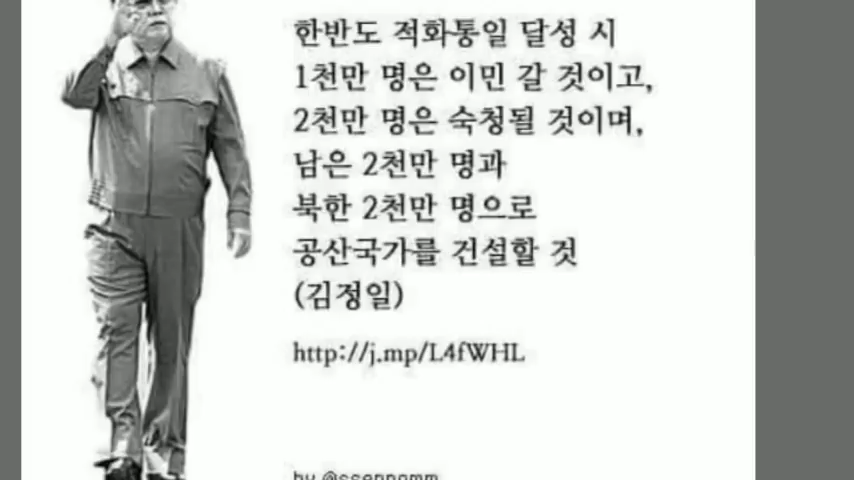 한반도 적화통일 달성 시
1천만 명은 이민 갈 것이고,
2천만 명은 숙청될 것이며,
남은 2천만 명과
북한 2천만 명으로
공산국가를 건설할 것
(김정일)
http://j.mp/L4fWHL
by